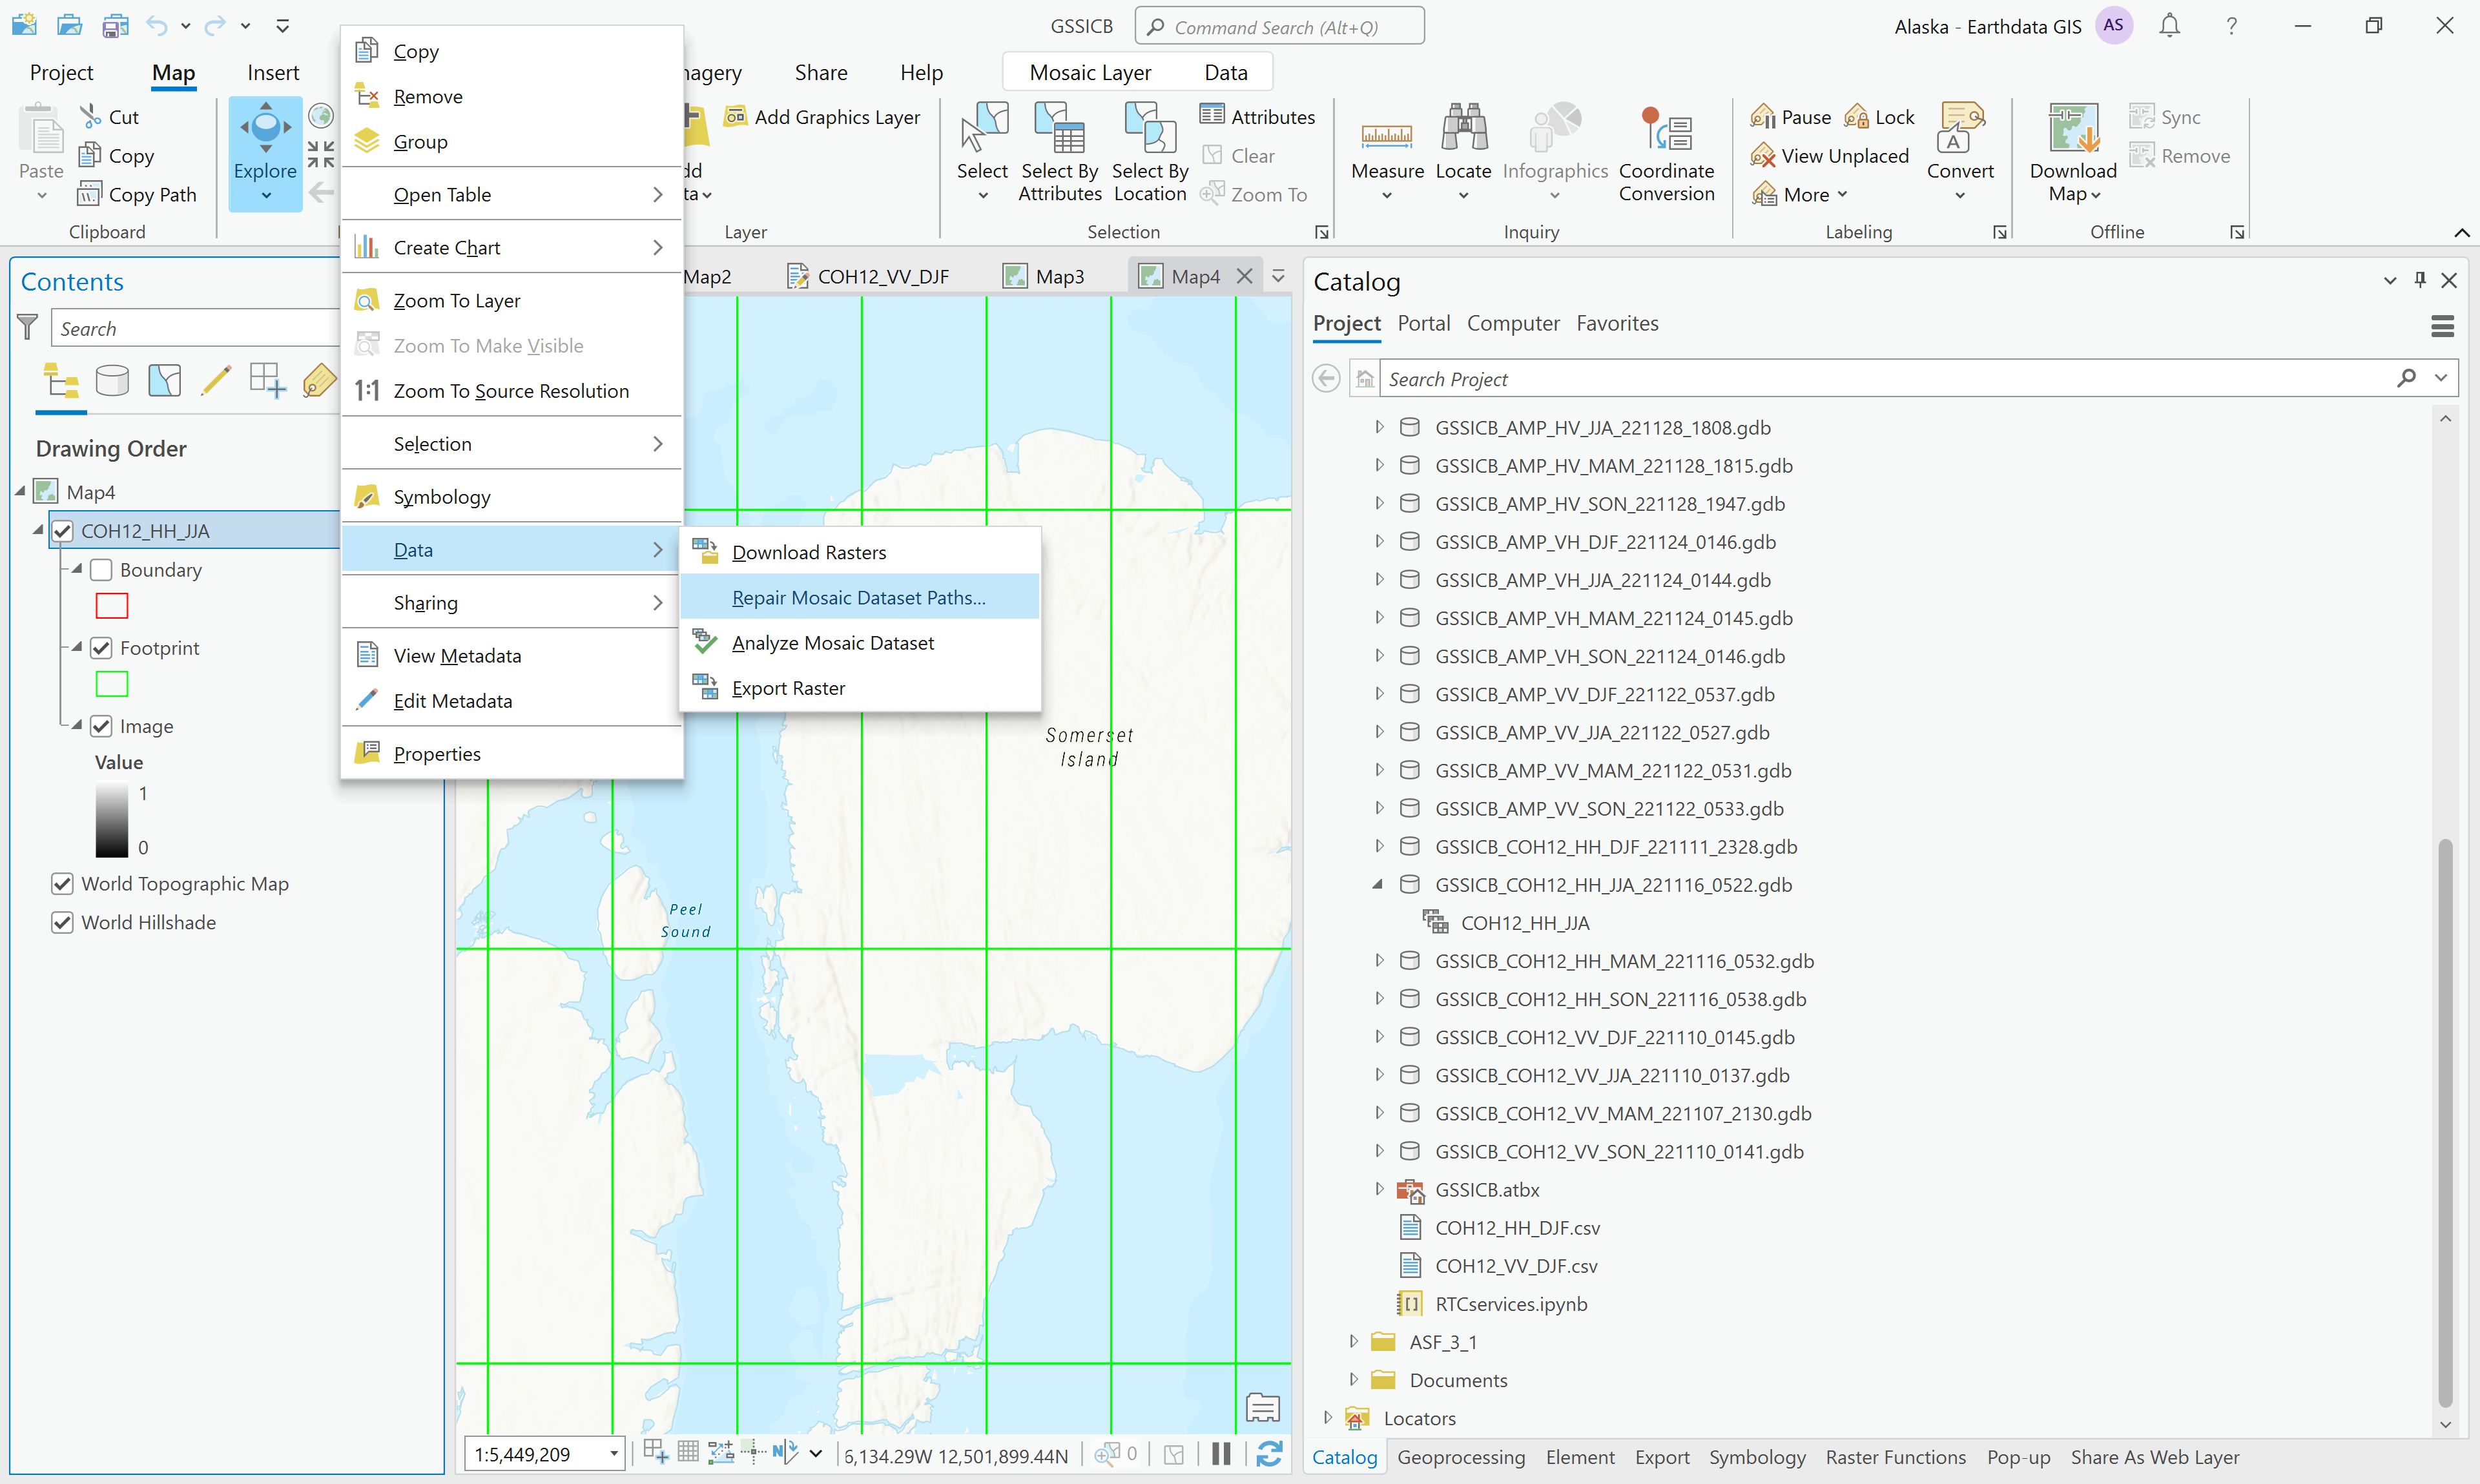 GSSICB
Command Search (Alt+Q)
Alaska - Earthdata GIS
AS
Project
Map
Insert
Imagery
Share
Help
Mosaic Layer
Data
Paste
Cut
Copy
Copy Path
Clipboard
Explore
Add Graphics Layer
Layer
Select
Select By Attributes
Select By Location
Attributes
Clear
Zoom To
Selection
Measure
Locate
Infographics
Coordinate Conversion
Inquiry
Pause
Lock
View Unplaced
More
Convert
Labeling
Download Map
Sync
Remove
Offline
Copy
Remove
Group
Open Table
Create Chart
Zoom To Layer
Zoom To Make Visible
1:1 Zoom To Source Resolution
Selection
Symbology
Data
Sharing
View Metadata
Edit Metadata
Properties
Download Rasters
Repair Mosaic Dataset Paths...
Analyze Mosaic Dataset
Export Raster
Contents
Search
Drawing Order
Map4
COH12_HH_JJA
Boundary
Footprint
Image
Value
1
0
World Topographic Map
World Hillshade
Map2
COH12_VV_DJF
Map3
Map4
Somerset
Island
Peel
Sound
1:5,449,209
6,134.29W 12,501,899.44N
0
Catalog
Project
Portal
Computer
Favorites
Search Project
GSSICB_AMP_HV_JJA_221128_1808.gdb
GSSICB_AMP_HV_MAM_221128_1815.gdb
GSSICB_AMP_HV_SON_221128_1947.gdb
GSSICB_AMP_VH_DJF_221124_0146.gdb
GSSICB_AMP_VH_JJA_221124_0144.gdb
GSSICB_AMP_VH_MAM_221124_0145.gdb
GSSICB_AMP_VH_SON_221124_0146.gdb
GSSICB_AMP_VV_DJF_221122_0537.gdb
GSSICB_AMP_VV_JJA_221122_0527.gdb
GSSICB_AMP_VV_MAM_221122_0531.gdb
GSSICB_AMP_VV_SON_221122_0533.gdb
GSSICB_COH12_HH_DJF_221111_2328.gdb
GSSICB_COH12_HH_JJA_221116_0522.gdb
COH12_HH_JJA
GSSICB_COH12_HH_MAM_221116_0532.gdb
GSSICB_COH12_HH_SON_221116_0538.gdb
GSSICB_COH12_VV_DJF_221110_0145.gdb
GSSICB_COH12_VV_JJA_221110_0137.gdb
GSSICB_COH12_VV_MAM_221107_2130.gdb
GSSICB_COH12_VV_SON_221110_0141.gdb
GSSICB.atbx
COH12_HH_DJF.csv
COH12_VV_DJF.csv
RTCservices.ipynb
ASF_3_1
Documents
Locators
Catalog
Geoprocessing
Element
Export
Symbology
Raster Functions
Pop-up
Share As Web Layer